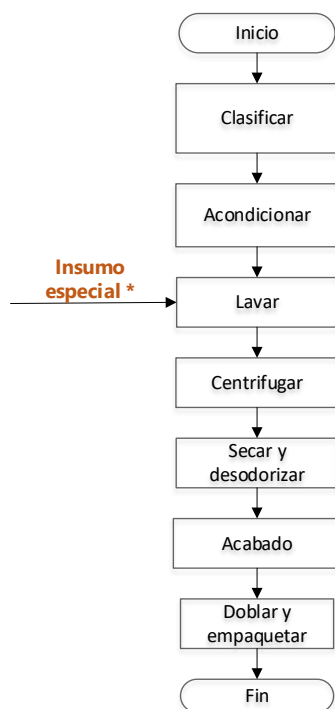 Inicio
Clasificar
Acondicionar
Insumo
especial *
Lavar
Centrifugar
Secar y
desodorizar
Acabado
Doblar y
empaquetar
Fin